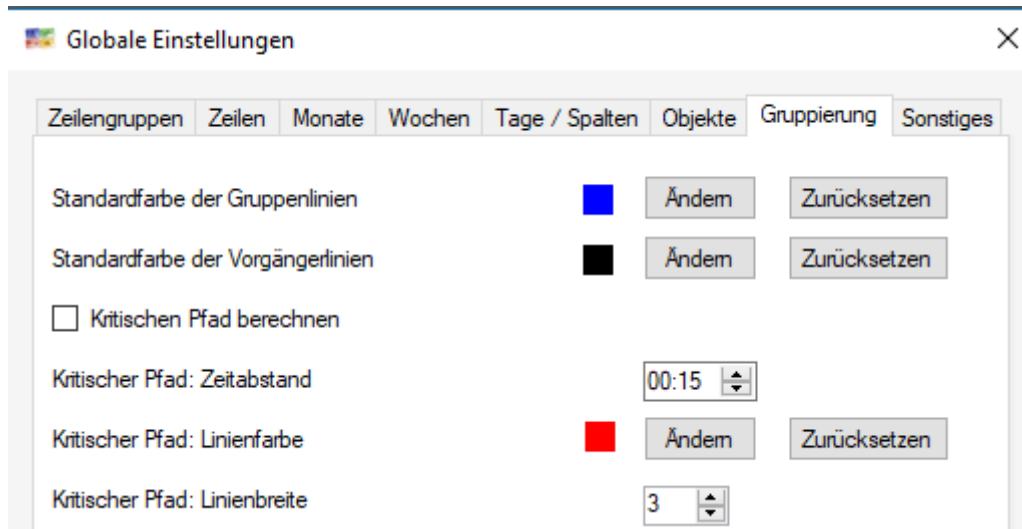 Globale Einstellungen
Zeilengruppen Zeilen Monate Wochen Tage / Spalten Objekte Gruppierung Sonstiges
Standardfarbe der Gruppenlinien Ändern Zurücksetzen
Standardfarbe der Vorgängerlinien Ändern Zurücksetzen
Kritischen Pfad berechnen
Kritischer Pfad: Zeitabstand 00:15
Kritischer Pfad: Linienfarbe Ändern Zurücksetzen
Kritischer Pfad: Linienbreite 3